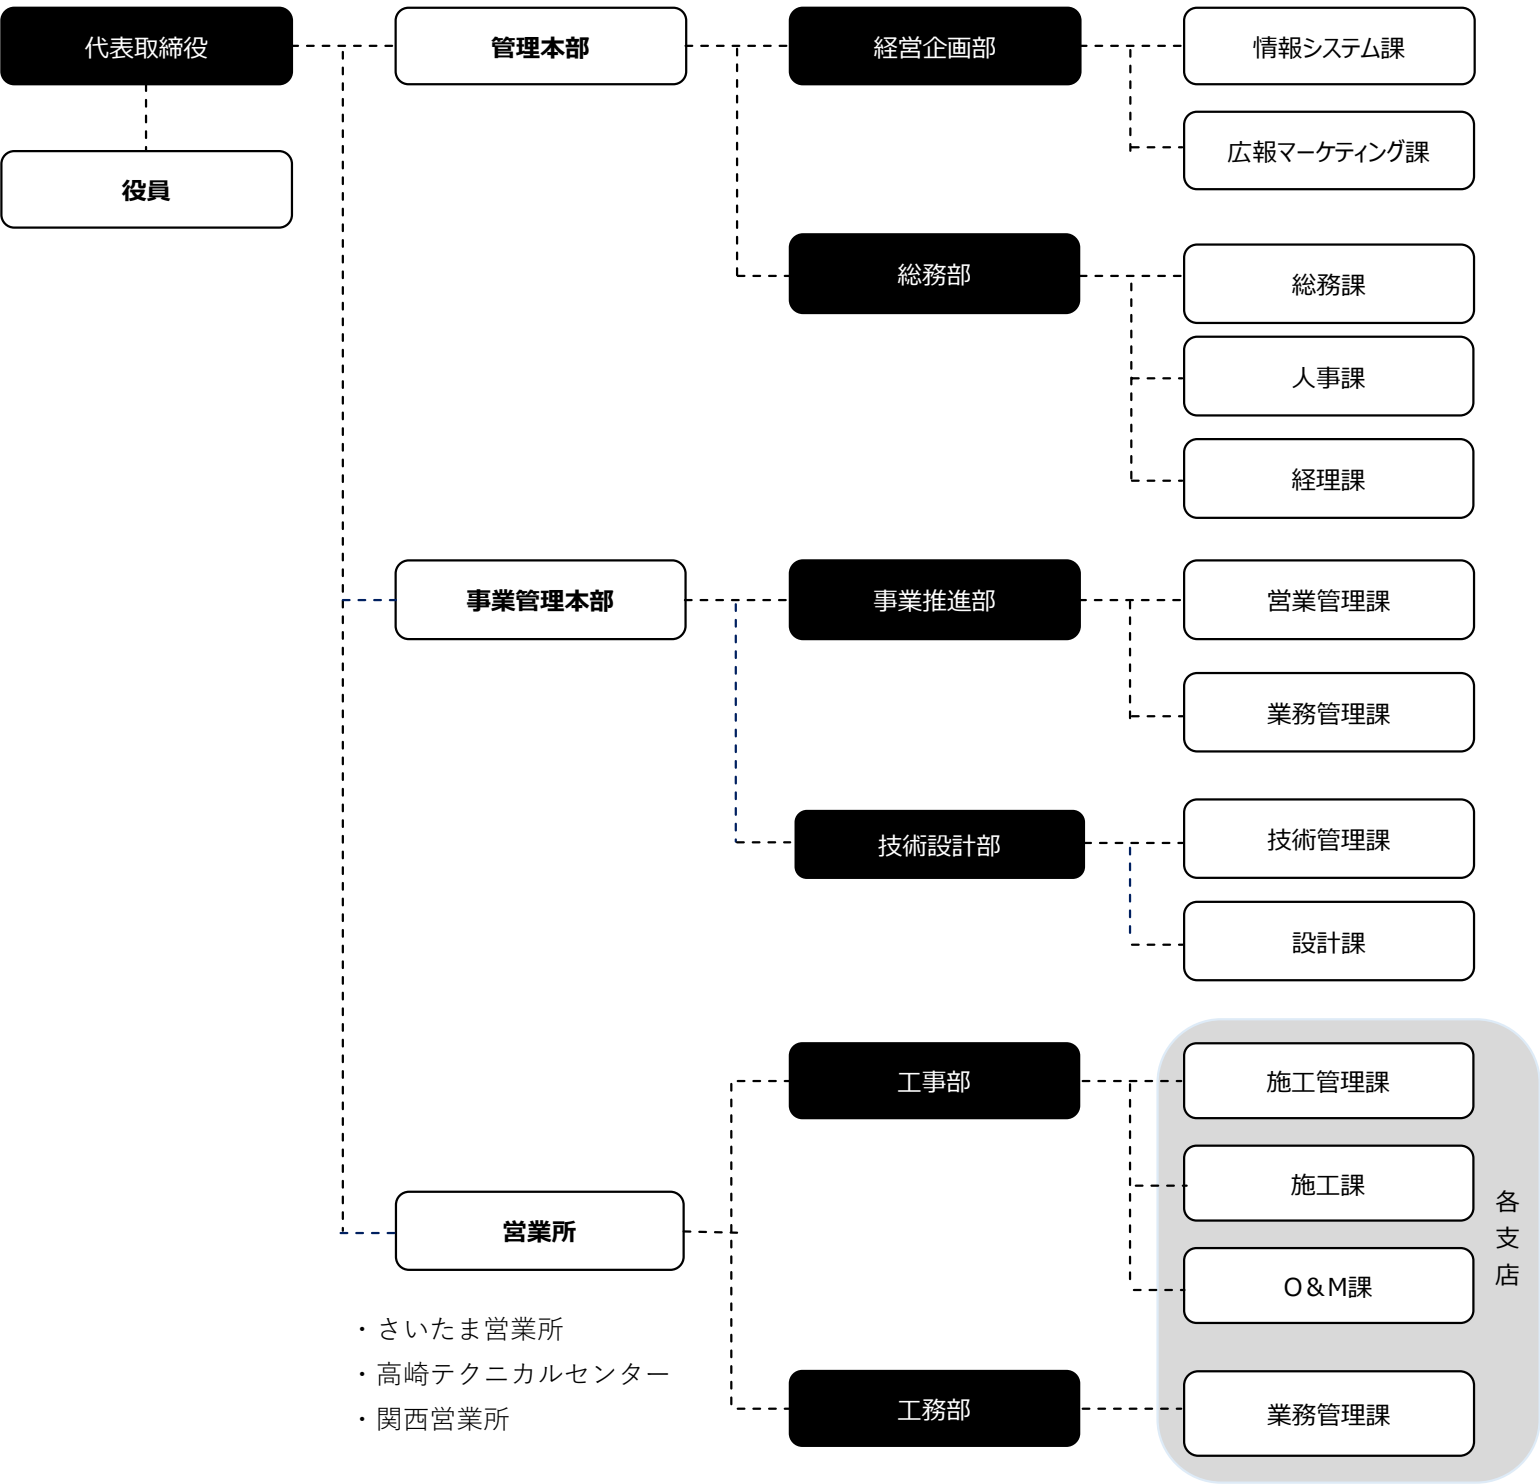 代表取締役
役員
管理本部
経営企画部
情報システム課
広報マーケティング課
総務部
総務課
人事課
経理課
事業管理本部
事業推進部
営業管理課
業務管理課
技術設計部
技術管理課
設計課
営業所
・さいたま営業所
・高崎テクニカルセンター
・関西営業所
工事部
施工管理課
施工課
O&M課
工務部
業務管理課
各
支
店